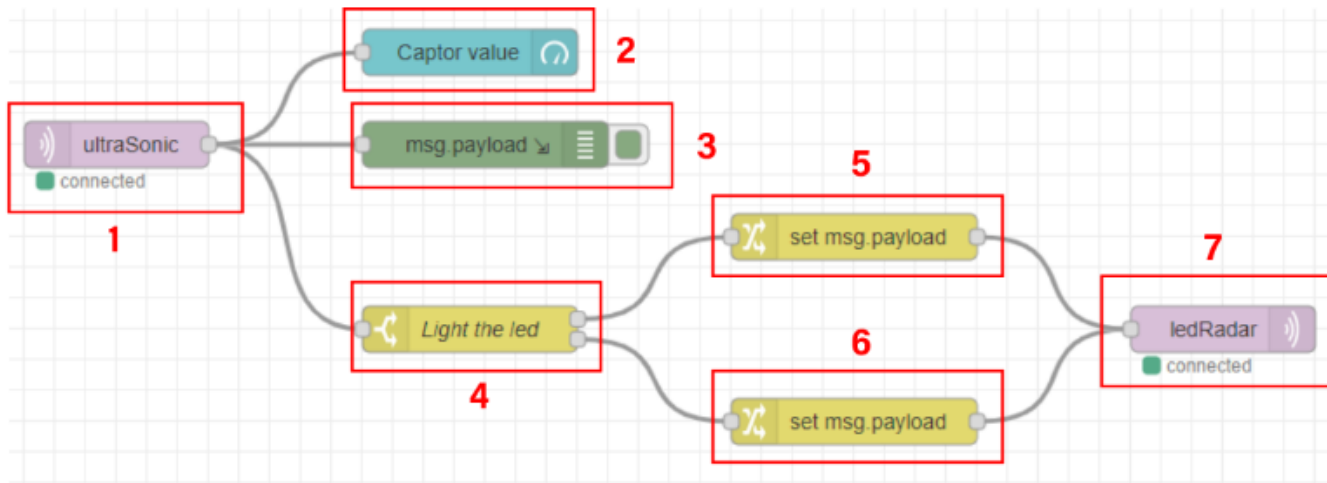 Captor value
2
ultraSonic
connected
1
msg.payload
3
Light the led
4
5
set msg.payload
6
set msg.payload
7
ledRadar
connected